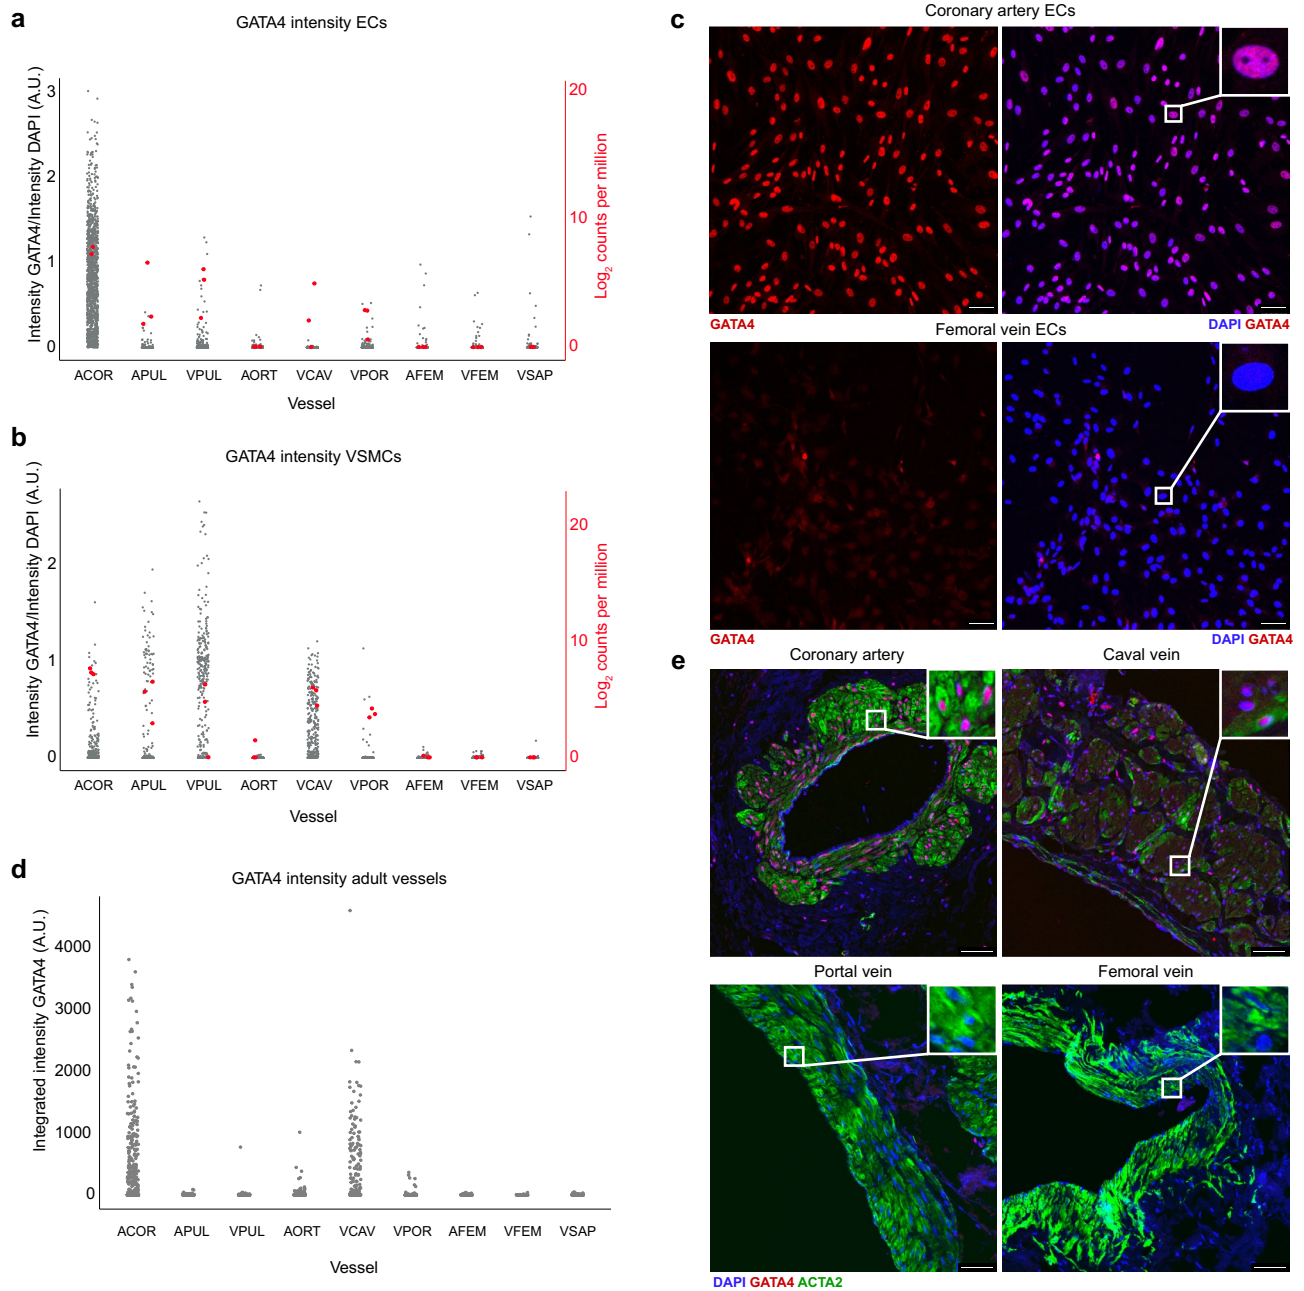 a
GATA4 intensity ECs
Intensity GATA4/Intensity DAPI (A.U.)
3
2
1
0
20
10
0
Log2 counts per million
ACOR APUL VPUL AORT VCAV VPOR AFEM VFEM VSAP
Vessel
b
GATA4 intensity VSMCs
Intensity GATA4/Intensity DAPI (A.U.)
2
1
0
20
10
0
Log2 counts per million
ACOR APUL VPUL AORT VCAV VPOR AFEM VFEM VSAP
Vessel
d
GATA4 intensity adult vessels
Integrated intensity GATA4 (A.U.)
4000
3000
2000
1000
0
ACOR APUL VPUL AORT VCAV VPOR AFEM VFEM VSAP
Vessel
c
Coronary artery ECs
GATA4
DAPI GATA4
Femoral vein ECs
GATA4
DAPI GATA4
e
Coronary artery
Caval vein
Portal vein
Femoral vein
DAPI GATA4 ACTA2